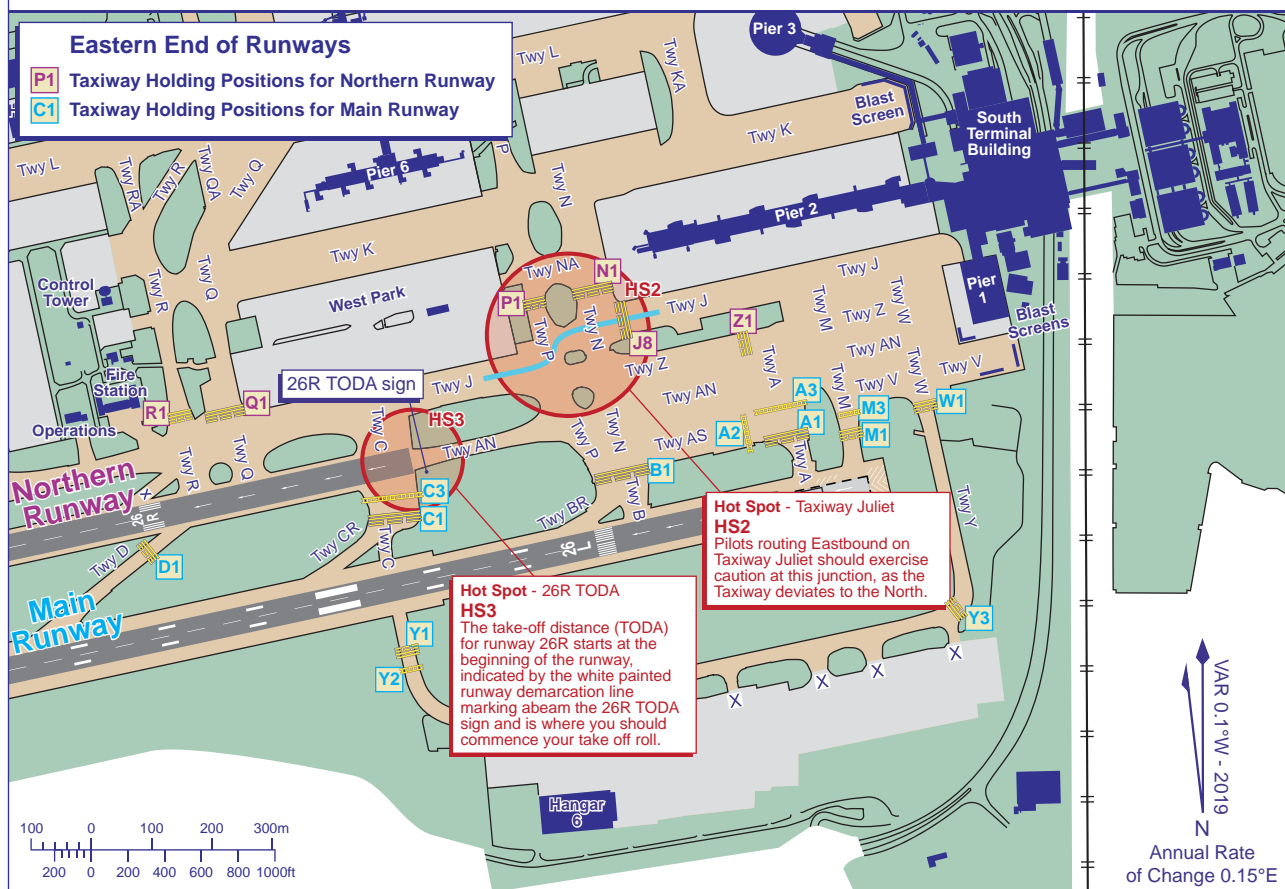 Eastern End of Runways
P1 Taxiway Holding Positions for Northern Runway
C1 Taxiway Holding Positions for Main Runway
Twy L
Twy KA
Pier 3
Blast
Screen
South
Terminal
Building
Twy K
Twy L
Twy RA
Twy R
Twy QA
Twy Q
Pier 6
P
Twy N
Pier 2
Twy K
Twy J
Twy NA
N1
HS2
P1
Twy J
Twy P
Twy N
J8
Twy Z
Z1
Twy M
Twy Z
Twy W
Twy AN
Pier
1
Blast
Screens
Control
Tower
Twy R
Twy Q
West Park
Fire
Station
Operations
R1
Q1
26R TODA sign
Twy J
HS3
Twy C
Twy AN
Twy AN
Twy A
A3
Twy M
Twy V
Twy W
Twy V
M3
W1
A2
A1
M1
Twy P
Twy N
Twy AS
B1
Twy A
Northern
Runway
X
Twy R
Twy Q
26
R
C3
C1
Twy BR
Twy B
Twy D
D1
Twy CR
Twy C
26
L
Twy Y
Main
Runway
Hot Spot - Taxiway Juliet
HS2
Pilots routing Eastbound on
Taxiway Juliet should exercise
caution at this junction, as the
Taxiway deviates to the North.
Hot Spot - 26R TODA
HS3
The take-off distance (TODA)
for runway 26R starts at the
beginning of the runway,
indicated by the white painted
runway demarcation line
marking abeam the 26R TODA
sign and is where you should
commence your take off roll.
Y1
Y2
Y3
X
X
X
X
Hangar
6
100 0 100 200 300m
200 0 200 400 600 800 1000ft
VAR 0.1°W - 2019
N
Annual Rate
of Change 0.15°E